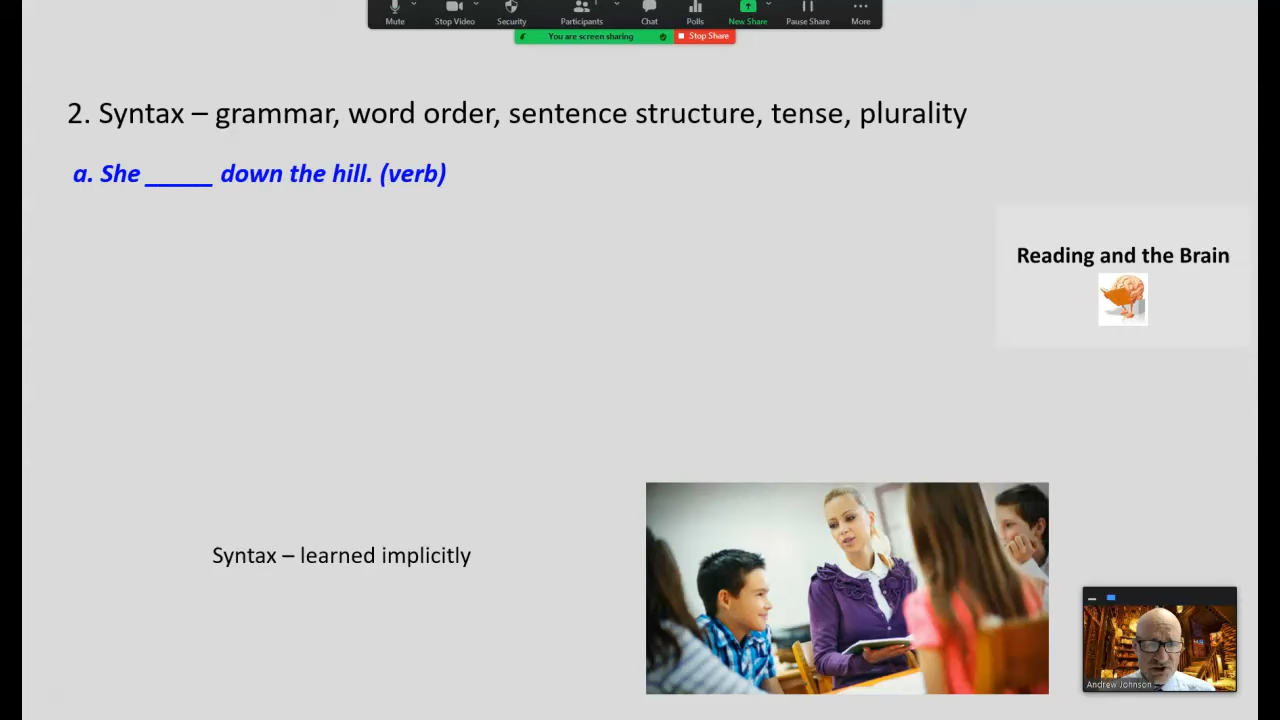 Mute
Stop Video
Security
Participants
1
Chat
Polls
New Share
Pause Share
More
You are screen sharing
Stop Share
2. Syntax – grammar, word order, sentence structure, tense, plurality
a. She _____ down the hill. (verb)
Reading and the Brain
Syntax – learned implicitly
Andrew Johnson